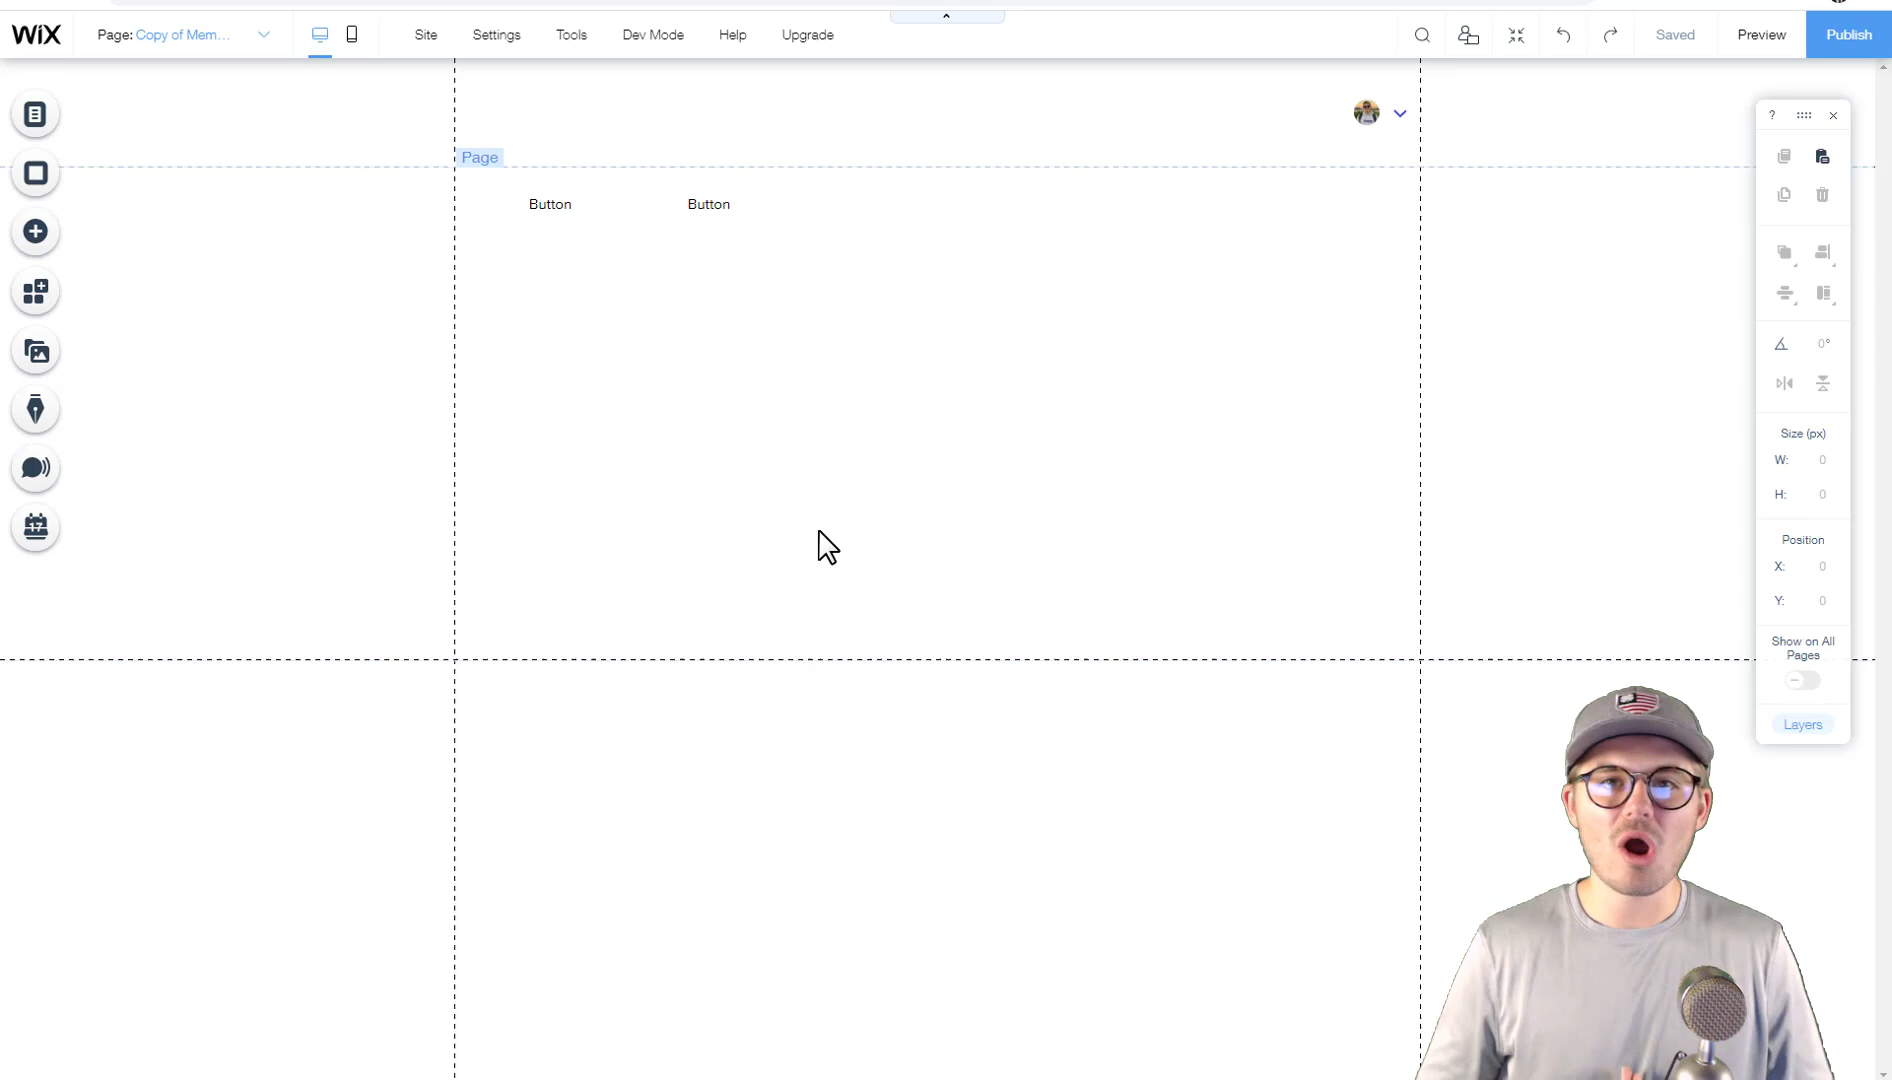 WiX
Page: Copy of Mem...
Site
Settings
Tools
Dev Mode
Help
Upgrade
Saved
Preview
Publish
?
Page
Button
Button
17
0°
Size (px)
W: 0
H: 0
Position
X: 0
Y: 0
Show on All
Pages
Layers